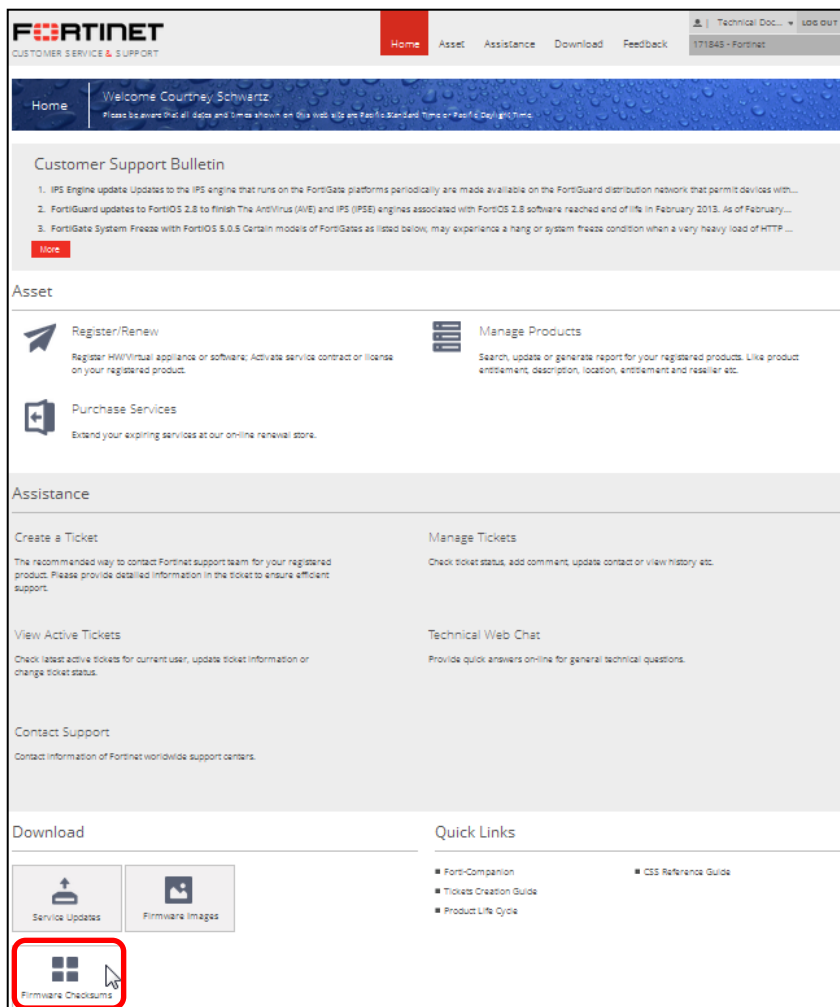 FORTINET
CUSTOMER SERVICE & SUPPORT
Home Asset Assistance Download Feedback
| Technical Doc... LOG OUT
171845 - Fortinet
Home
Welcome Courtney Schwartz
Please be aware that all dates and times shown on this web site are Pacific Standard Time or Pacific Daylight Time.
Customer Support Bulletin
1. IPS Engine update Updates to the IPS engine that runs on the FortiGate platforms periodically are made available on the FortiGuard distribution network that permit devices with...
2. FortiGuard updates to FortiOS 2.8 to finish The AntiVirus (AVE) and IPS (IPSE) engines associated with FortiOS 2.8 software reached end of life in February 2013. As of February...
3. FortiGate System Freeze with FortiOS 5.0.5 Certain models of FortiGates as listed below, may experience a hang or system freeze condition when a very heavy load of HTTP ...
More
Asset
Register/Renew
Register HW/Virtual appliance or software; Activate service contract or license
on your registered product.
Manage Products
Search, update or generate report for your registered products. Like product
entitlement, description, location, entitlement and reseller etc.
Purchase Services
Extend your expiring services at our on-line renewal store.
Assistance
Create a Ticket
The recommended way to contact Fortinet support team for your registered
product. Please provide detailed information in the ticket to ensure efficient
support.
Manage Tickets
Check ticket status, add comment, update contact or view history etc.
View Active Tickets
Check latest active tickets for current user, update ticket information or
change ticket status.
Technical Web Chat
Provide quick answers on-line for general technical questions.
Contact Support
Contact information of Fortinet worldwide support centers.
Download
Service Updates
Firmware Images
Firmware Checksums
Quick Links
Forti-Companion
Tickets Creation Guide
Product Life Cycle
CSS Reference Guide